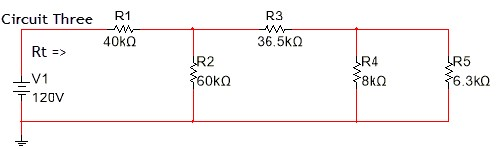 Circuit Three
R1
40kΩ
R3
36.5kΩ
Rt =>
R2
60kΩ
R4
8kΩ
R5
6.3kΩ
V1
120V